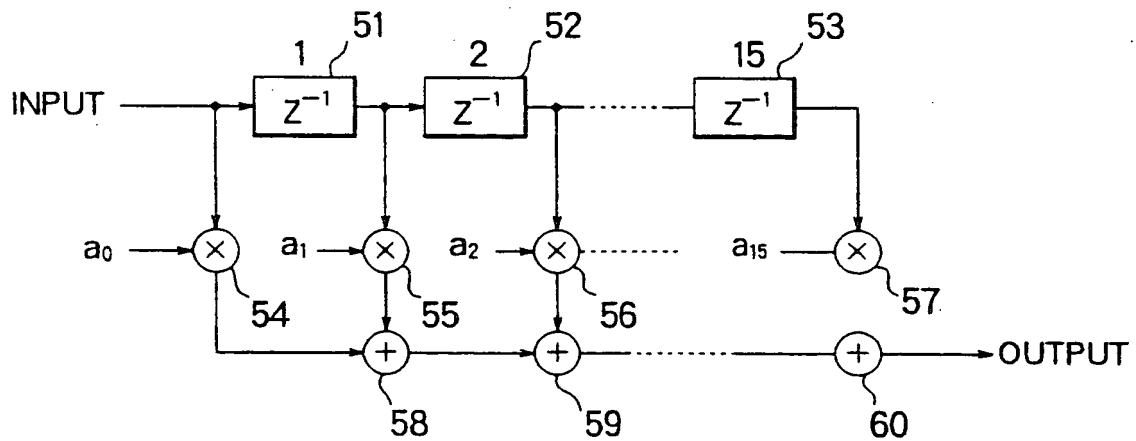 51 52 53
1 2 15
INPUT Z⁻¹ Z⁻¹ Z⁻¹
a₀ × a₁ × a₂ × a₁₅ ×
54 55 56 57
+ + + OUTPUT
58 59 60